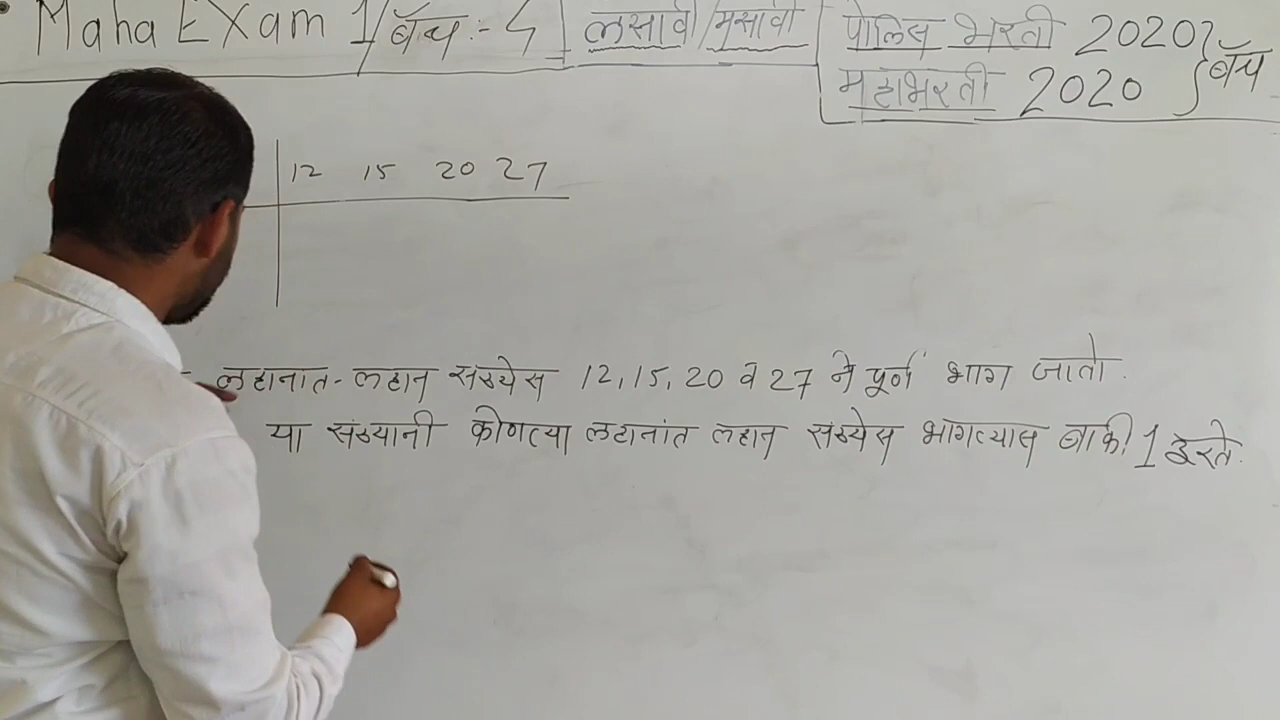 Maha EXam 1/बॅच:- 4 लसावी/मसावी
पोलिस भरती 2020
महाभरती 2020
बॅच
12 15 20 27
लहानात-लहान संख्येस 12,15,20 व 27 ने पूर्ण भाग जातो.
या संख्यानी कोणत्या लहानांत लहान संख्येस भागल्यास बाकी 1 उरते.